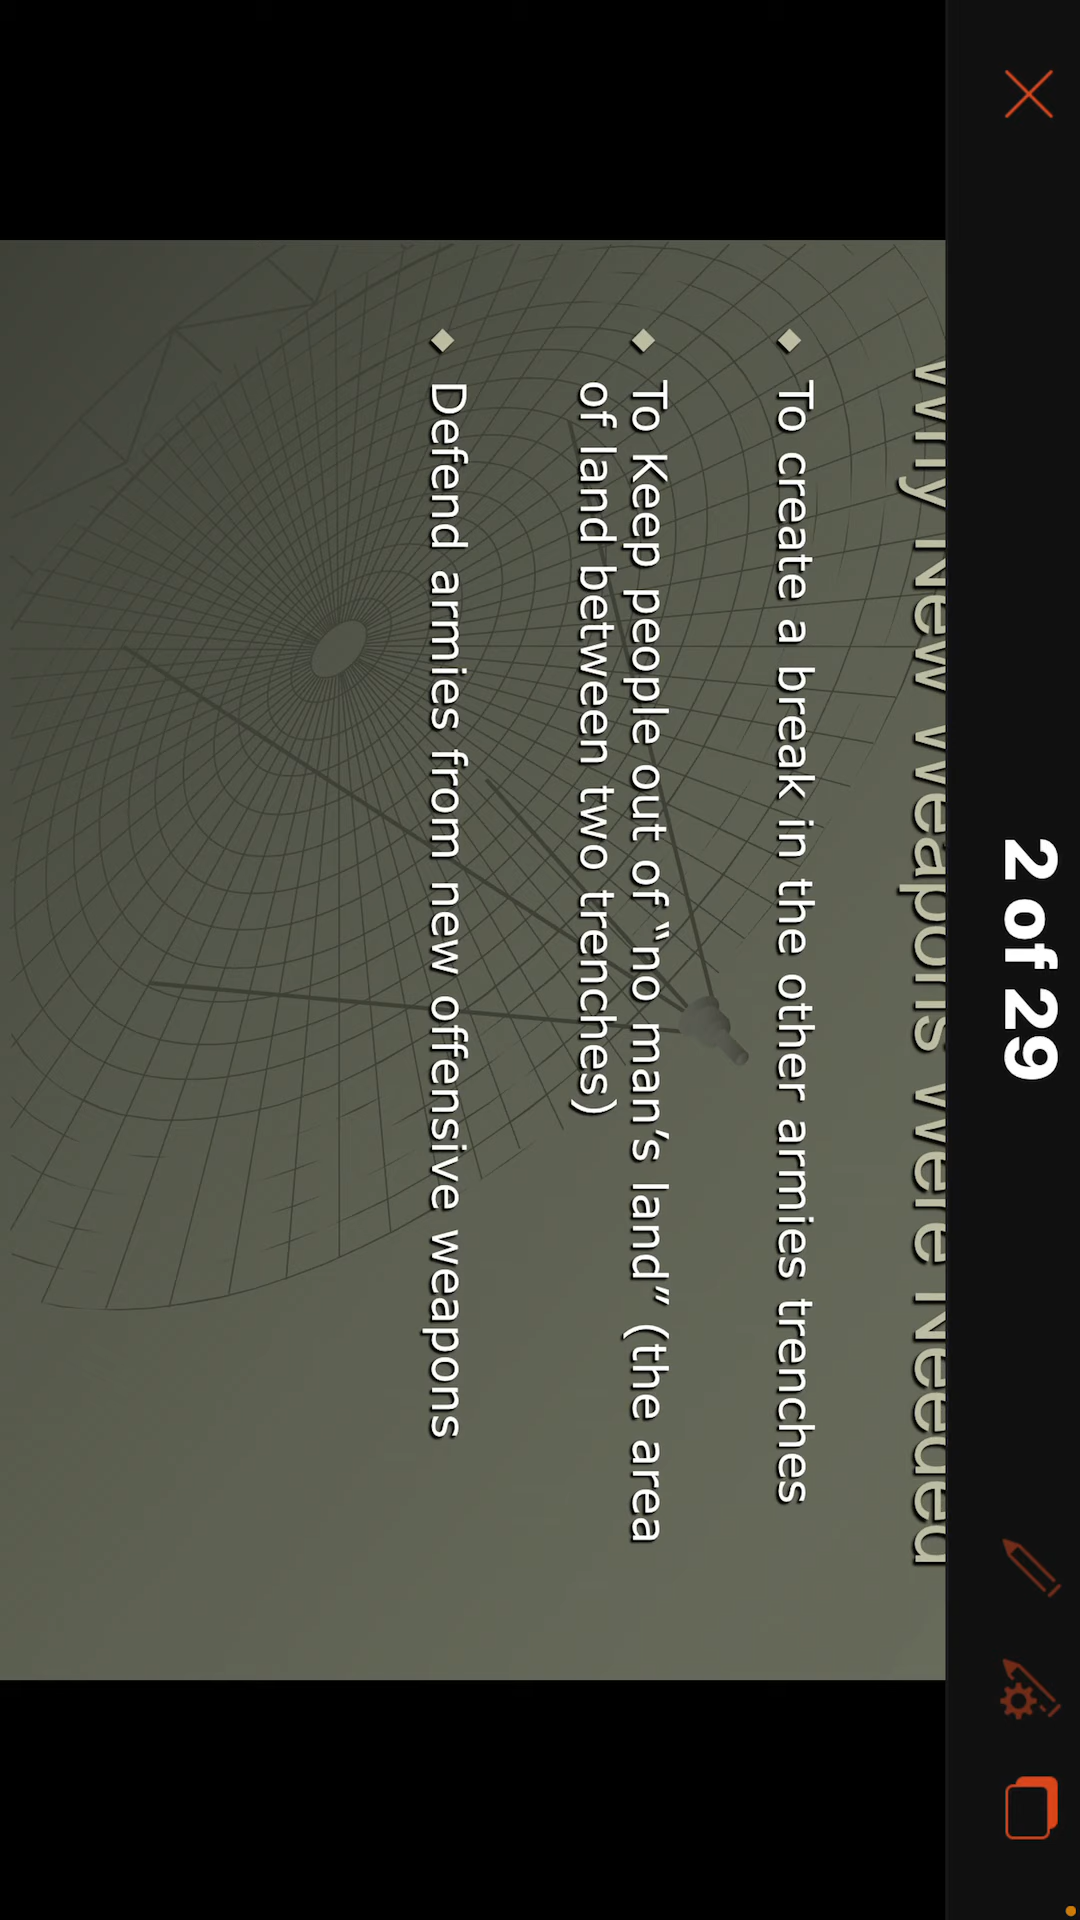 2 of 29
Why New Weapons Were Needed
To create a break in the other armies trenches
To Keep people out of “no man’s land” (the area
of land between two trenches)
Defend armies from new offensive weapons